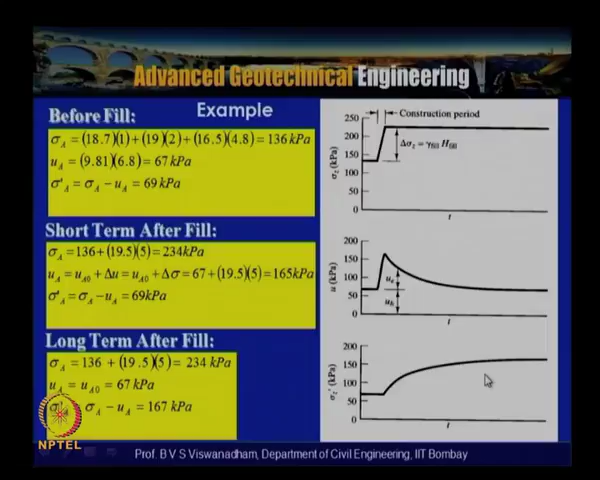 Advanced Geotechnical Engineering
Example
Before Fill:
σ_A = (18.7)(1) + (19)(2) + (16.5)(4.8) = 136 kPa
u_A = (9.81)(6.8) = 67 kPa
σ'_A = σ_A − u_A = 69 kPa
Short Term After Fill:
σ_A = 136 + (19.5)(5) = 234 kPa
u_A = u_A0 + Δu = u_A0 + Δσ = 67 + (19.5)(5) = 165 kPa
σ'_A = σ_A − u_A = 69 kPa
Long Term After Fill:
σ_A = 136 + (19.5)(5) = 234 kPa
u_A = u_A0 = 67 kPa
σ_A − u_A = 167 kPa
Construction period
250
200
150
100
50
0
σ_z (kPa)
Δσ_z = γ_fill H_fill
t
200
150
100
50
0
u (kPa)
u_e
u_h
t
200
150
100
50
0
σ_z' (kPa)
t
NPTEL
Prof. B V S Viswanadham, Department of Civil Engineering, IIT Bombay